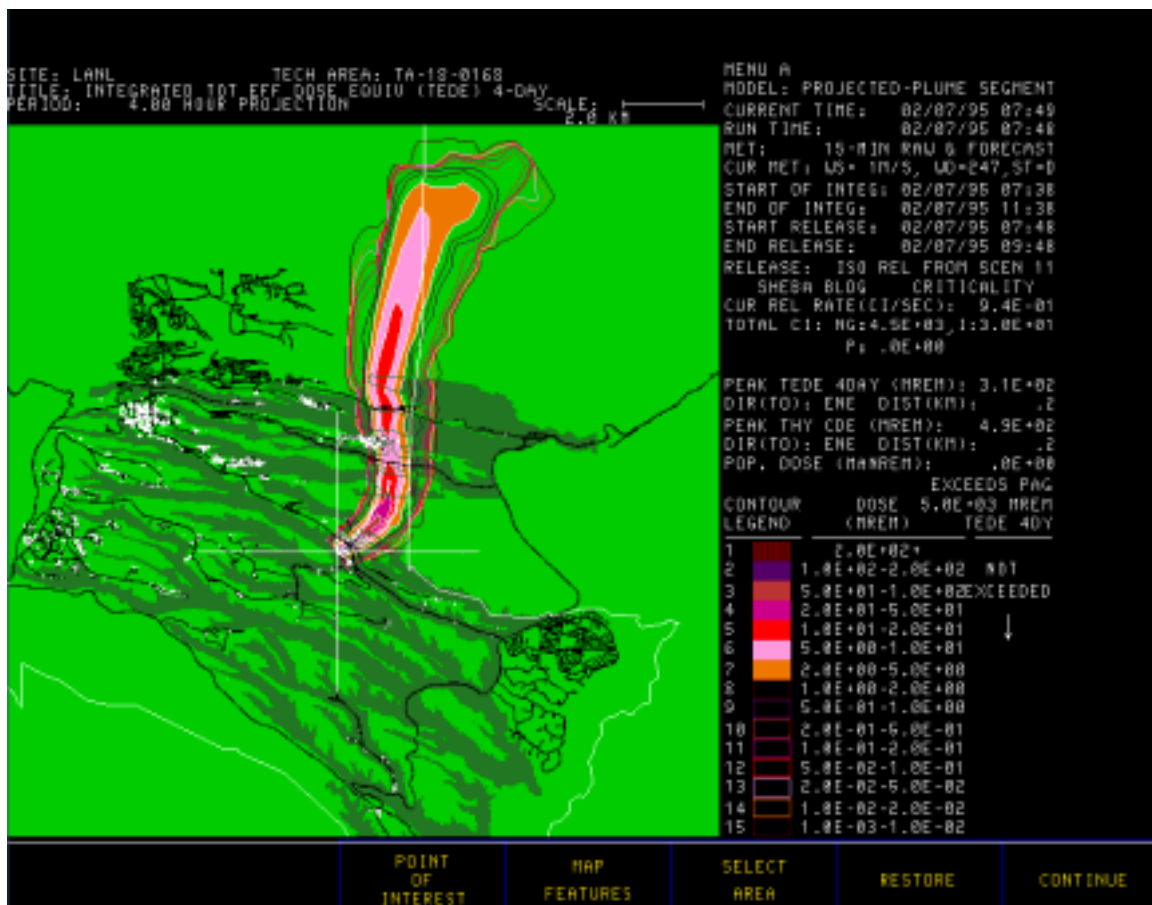 SITE: LANL TECH AREA: TA-18-0168
TITLE: INTEGRATED TOT EFF DOSE EQUIV (TEDE) 4-DAY
PERIOD: 4.00 HOUR PROJECTION SCALE:
2.0 KM
MENU A
MODEL: PROJECTED-PLUME SEGMENT
CURRENT TIME: 02/07/95 07:49
RUN TIME: 02/07/95 07:48
MET: 15-MIN RAW & FORECAST
CUR MET: WS= 1M/S, WD=247,ST=D
START OF INTEG: 02/07/95 07:38
END OF INTEG: 02/07/95 11:38
START RELEASE: 02/07/95 07:48
END RELEASE: 02/07/95 09:48
RELEASE: ISO REL FROM SCEN 11
SHEBA BLDG CRITICALITY
CUR REL RATE(CI/SEC): 9.4E-01
TOTAL CI: NG:4.5E+03,I:3.0E+01
P: .0E+00
PEAK TEDE 4DAY (MREM): 3.1E+02
DIR(TO): ENE DIST(KM): .2
PEAK THY CDE (MREM): 4.9E+02
DIR(TO): ENE DIST(KM): .2
POP. DOSE (MANREM): .0E+00
EXCEEDS PAG
CONTOUR DOSE 5.0E+03 MREM
LEGEND (MREM) TEDE 4DY
1 2.0E+02+
2 1.0E+02-2.0E+02 NOT
3 5.0E+01-1.0E+02EXCEEDED
4 2.0E+01-5.0E+01
5 1.0E+01-2.0E+01
6 5.0E+00-1.0E+01
7 2.0E+00-5.0E+00
8 1.0E+00-2.0E+00
9 5.0E-01-1.0E+00
10 2.0E-01-5.0E-01
11 1.0E-01-2.0E-01
12 5.0E-02-1.0E-01
13 2.0E-02-5.0E-02
14 1.0E-02-2.0E-02
15 1.0E-03-1.0E-02
POINT OF INTEREST
MAP FEATURES
SELECT AREA
RESTORE
CONTINUE